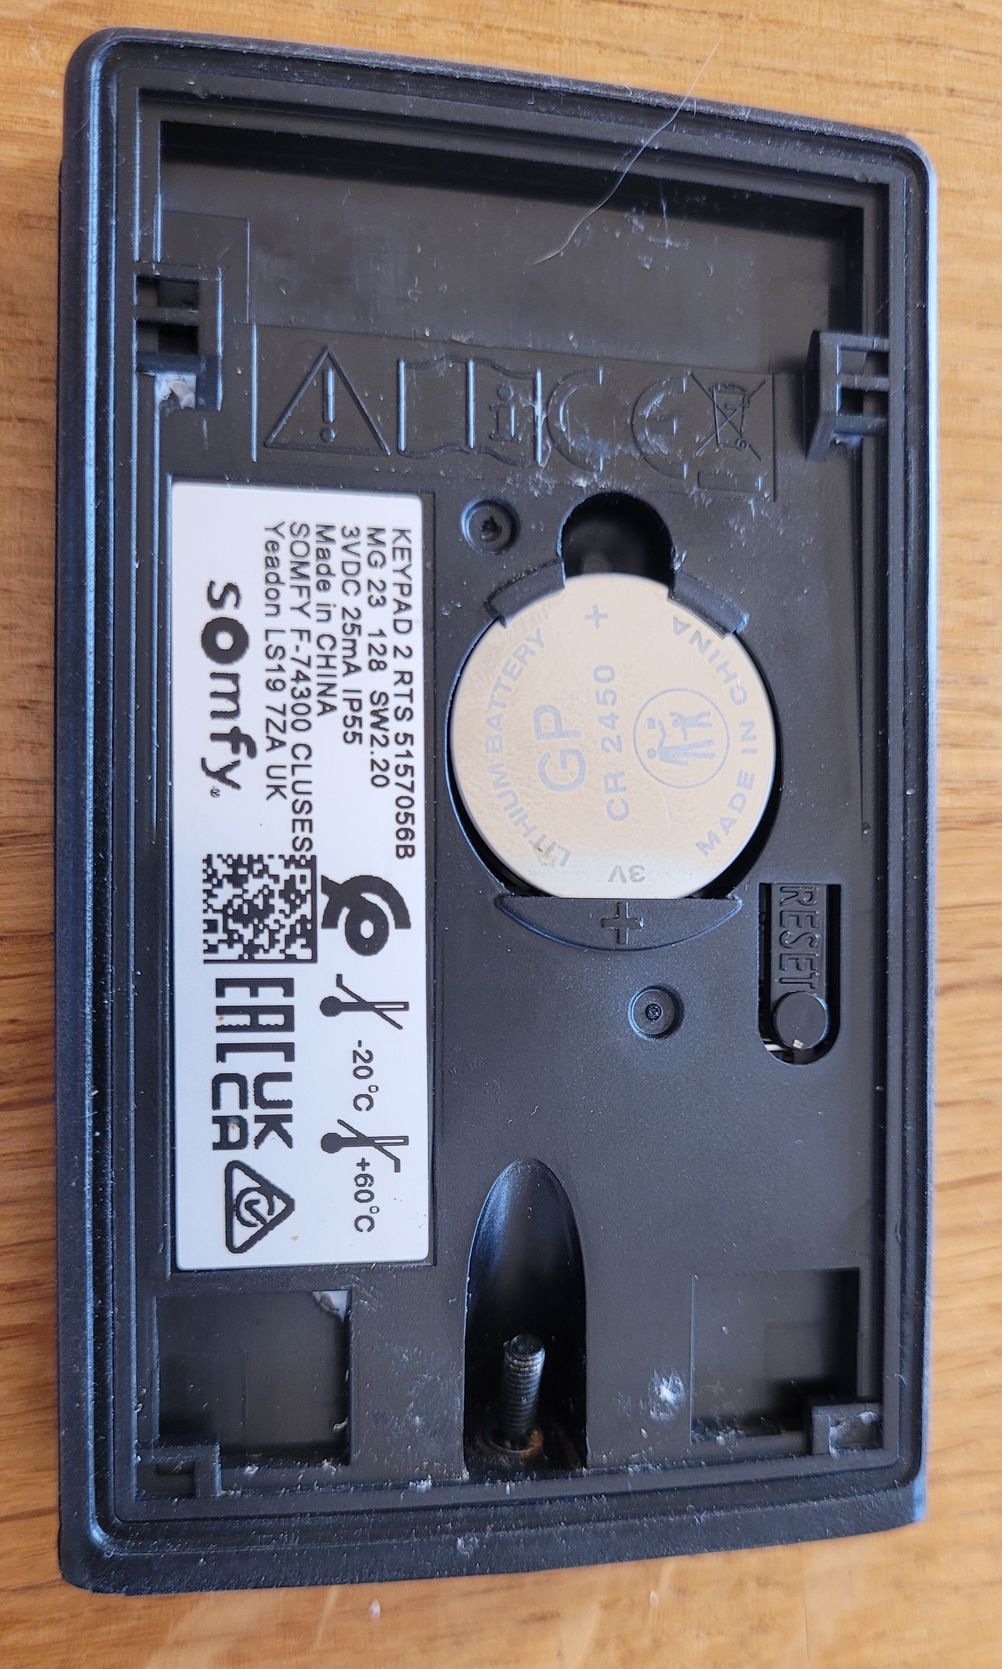 KEYPAD 2 RTS 5157056B
MG 23 128 SW2.20
3VDC 25mA IP55
Made in CHINA
SOMFY F-74300 CLUSES
Yeadon LS19 7ZA UK
somfy®
-20°C
+60°C
EAC
UK
CA
CE
i
+
LITHIUM BATTERY
GP
CR 2450
MADE IN CHINA
3V
+
RESET